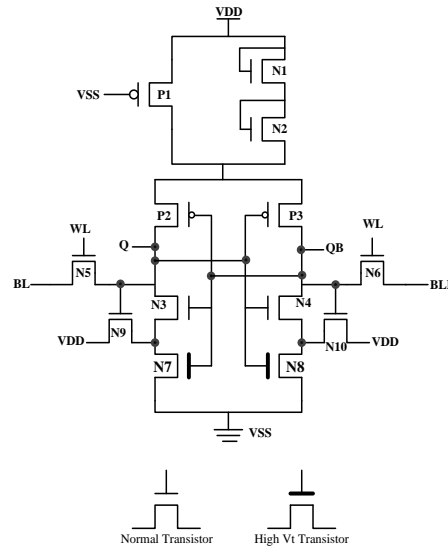 VDD
N1
VSS
P1
N2
P2
P3
WL
WL
Q
QB
N5
N6
BL
BL
N3
N4
N9
VDD
N10
VDD
N7
N8
VSS
Normal Transistor
High Vt Transistor